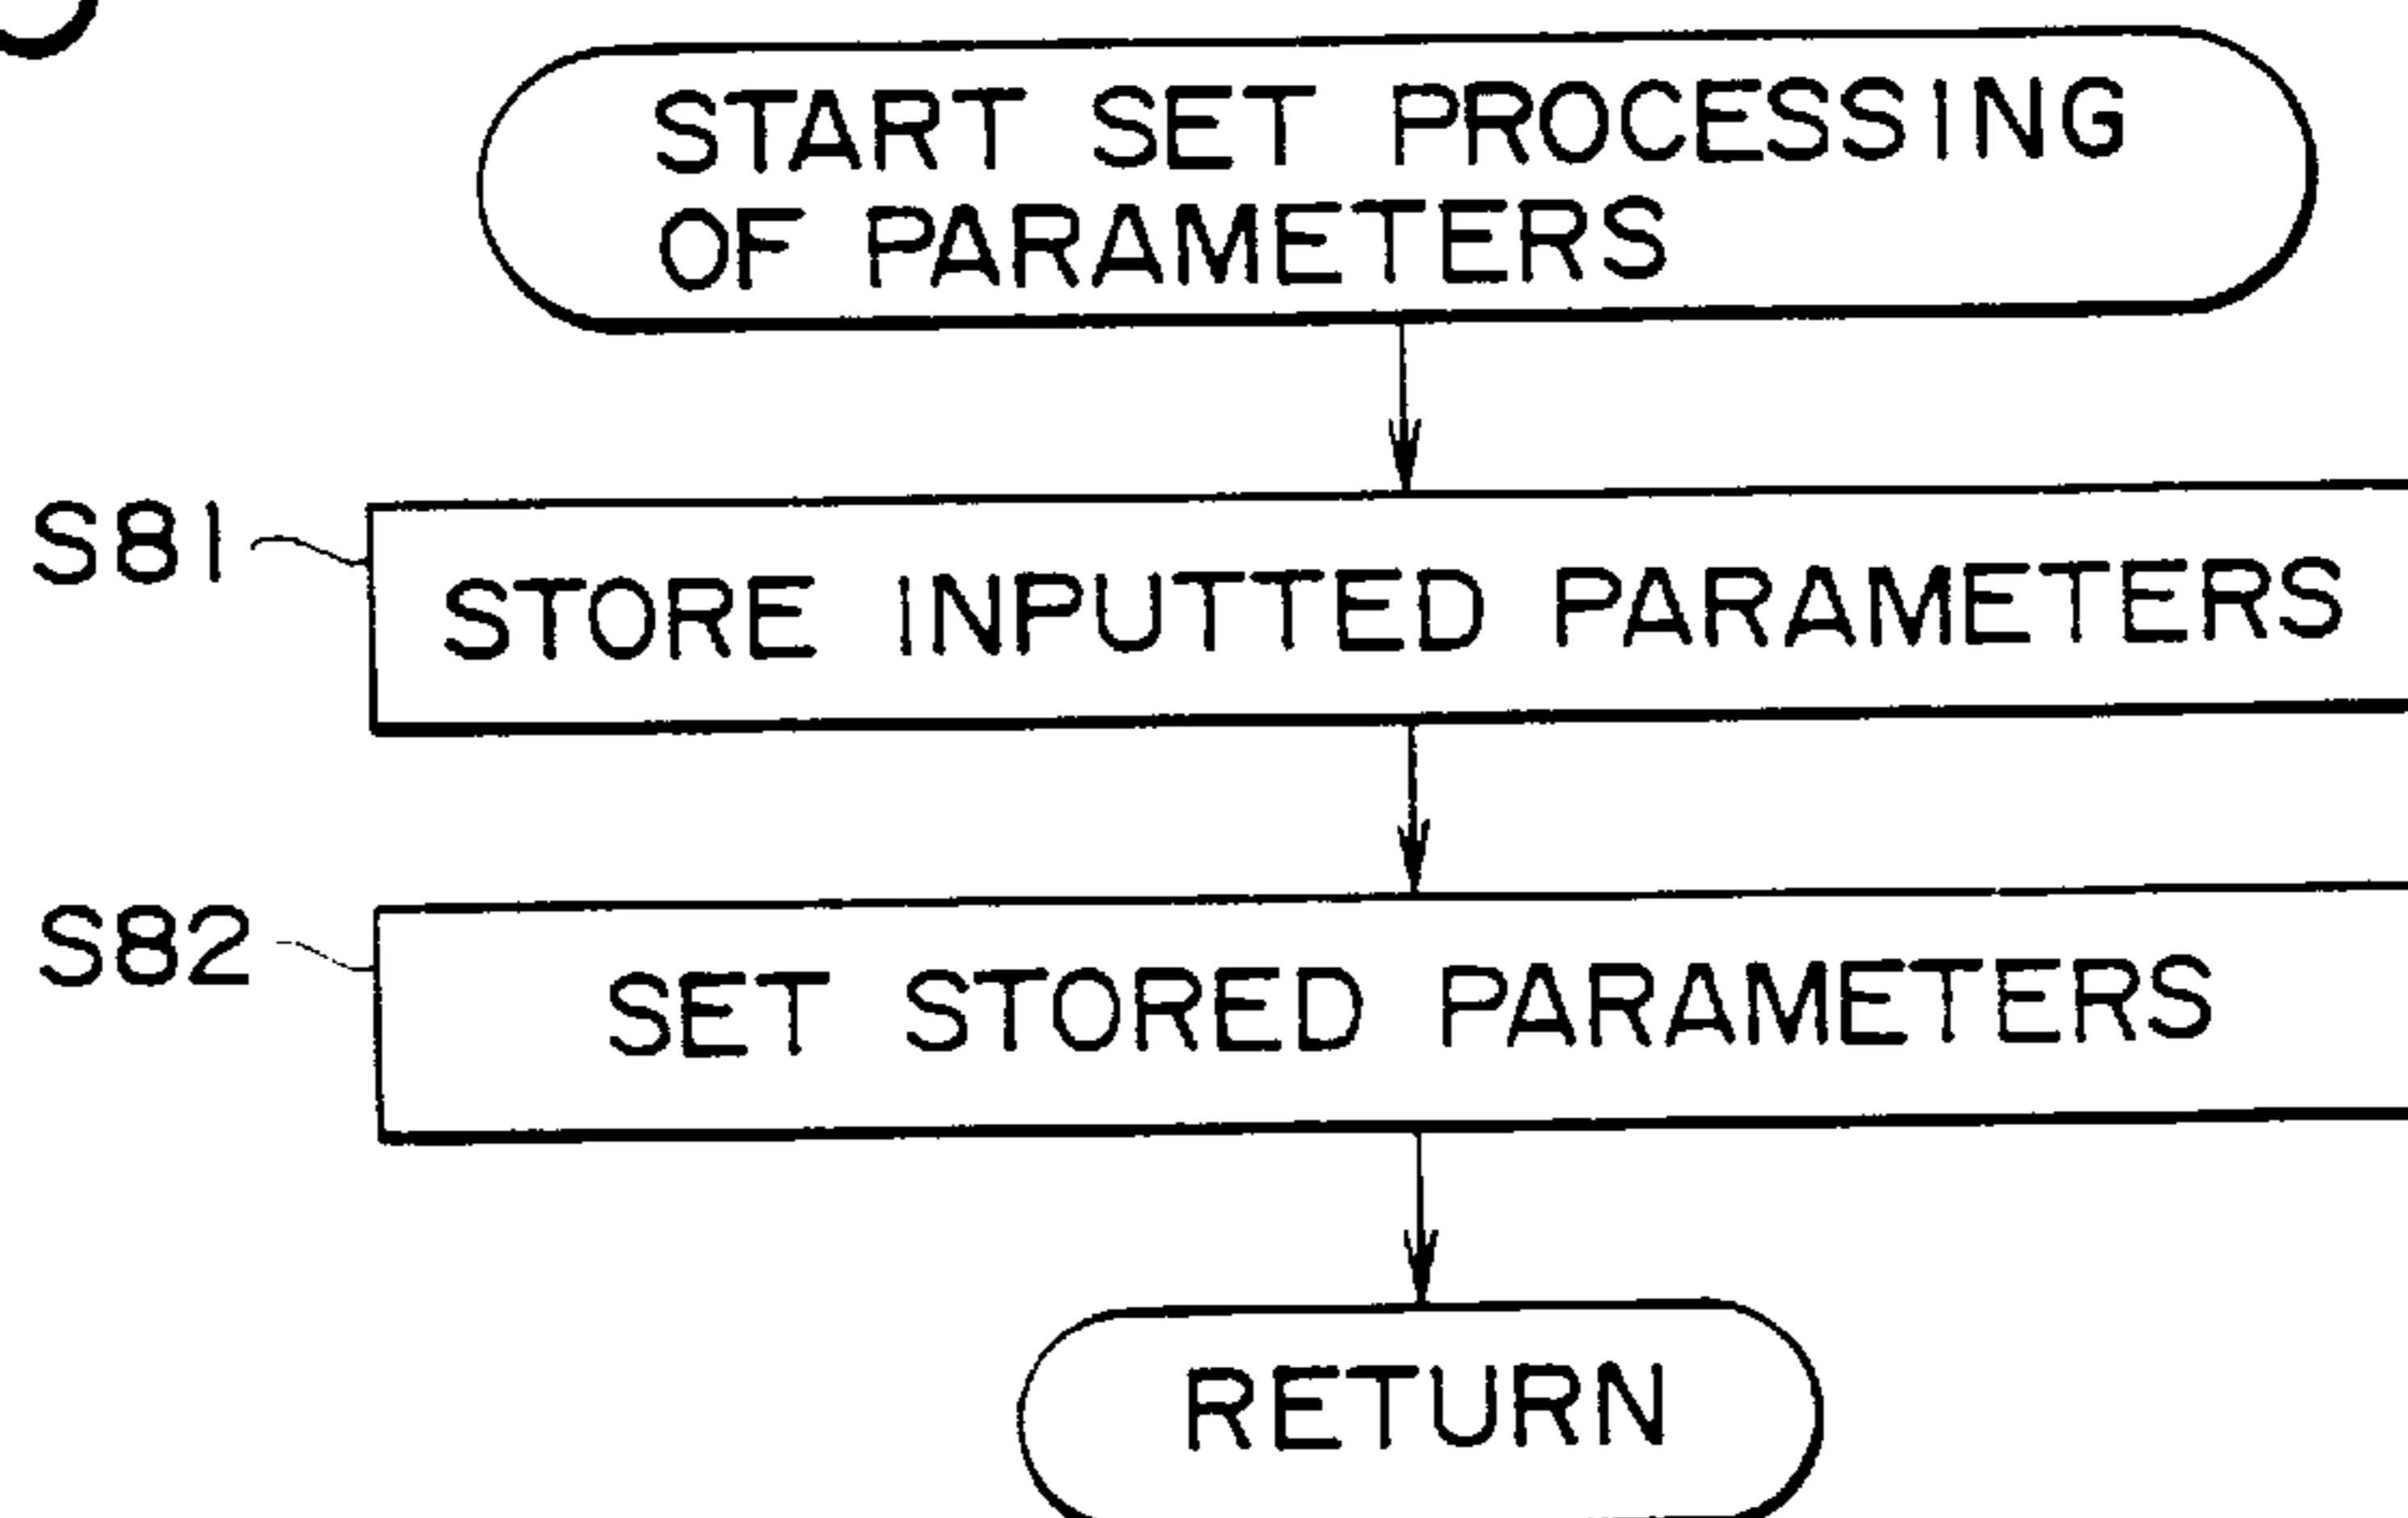 START SET PROCESSING
OF PARAMETERS
S81
STORE INPUTTED PARAMETERS
S82
SET STORED PARAMETERS
RETURN